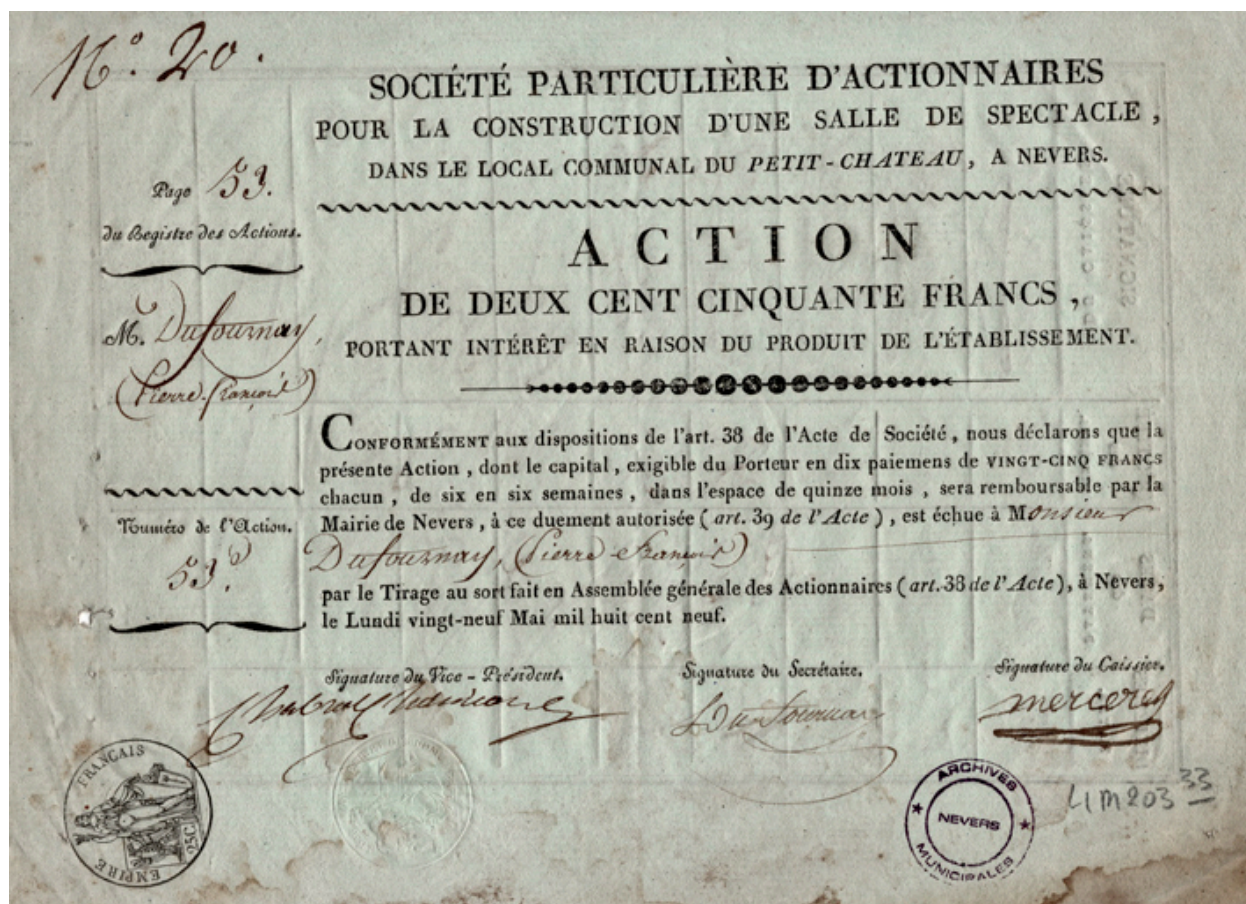 N.o 20.
SOCIÉTÉ PARTICULIÈRE D'ACTIONNAIRES
POUR LA CONSTRUCTION D'UNE SALLE DE SPECTACLE,
DANS LE LOCAL COMMUNAL DU PETIT-CHATEAU, A NEVERS.
Page 53.
du Registre des Actions.
M. Dufournay,
(Pierre-François)
Numéro de l'Action.
53.
ACTION
DE DEUX CENT CINQUANTE FRANCS,
PORTANT INTÉRÊT EN RAISON DU PRODUIT DE L'ÉTABLISSEMENT.
CONFORMÉMENT aux dispositions de l'art. 38 de l'Acte de Société, nous déclarons que la
présente Action, dont le capital, exigible du Porteur en dix paiemens de VINGT-CINQ FRANCS
chacun, de six en six semaines, dans l'espace de quinze mois, sera remboursable par la
Mairie de Nevers, à ce duement autorisée (art. 39 de l'Acte), est échue à Monsieur
Dufournay, (Pierre-François)
par le Tirage au sort fait en Assemblée générale des Actionnaires (art. 38 de l'Acte), à Nevers,
le Lundi vingt-neuf Mai mil huit cent neuf.
Signature du Vice-Président.
Signature du Secrétaire.
Signature du Caissier.
EMPIRE FRANÇAIS
25C
ARCHIVES
NEVERS
MUNICIPALES
4M203 33